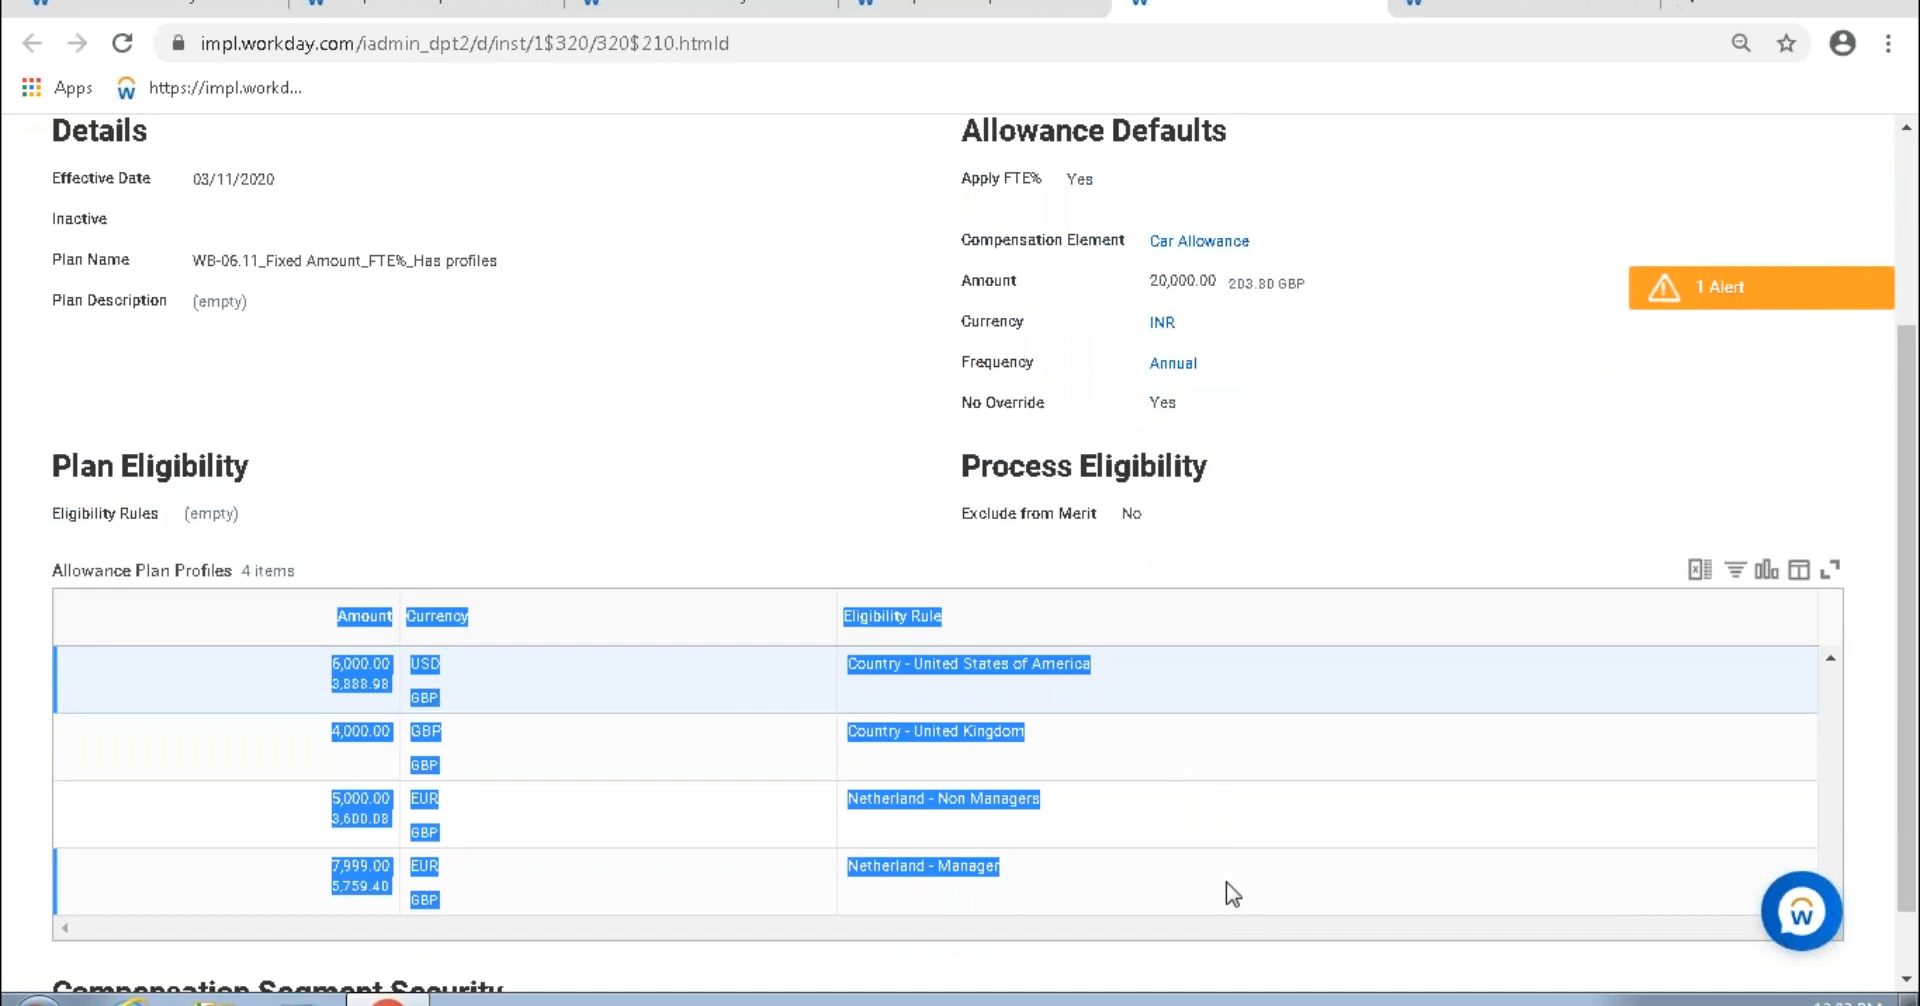 impl.workday.com/iadmin_dpt2/d/inst/1$320/320$210.htmld
Apps https://impl.workd...
Details
Effective Date 03/11/2020
Inactive
Plan Name WB-06.11_Fixed Amount_FTE%_Has profiles
Plan Description (empty)
Allowance Defaults
Apply FTE% Yes
Compensation Element Car Allowance
Amount 20,000.00 203.80 GBP
Currency INR
Frequency Annual
No Override Yes
1 Alert
Plan Eligibility
Eligibility Rules (empty)
Process Eligibility
Exclude from Merit No
Allowance Plan Profiles 4 items
Amount Currency Eligibility Rule
6,000.00 USD Country - United States of America
3,888.98 GBP
4,000.00 GBP Country - United Kingdom
GBP
5,000.00 EUR Netherland - Non Managers
3,600.08 GBP
7,999.00 EUR Netherland - Manager
5,759.40 GBP
Compensation Segment Security